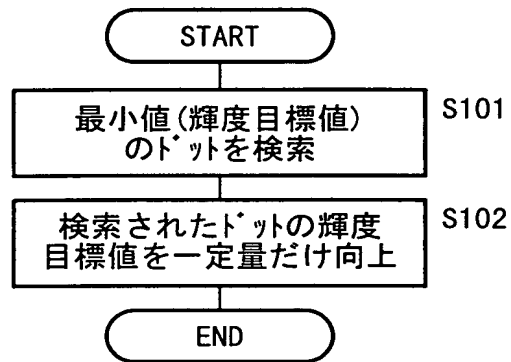 START
最小値(輝度目標値)
のﾄﾞｯﾄを検索
S101
検索されたﾄﾞｯﾄの輝度
目標値を一定量だけ向上
S102
END